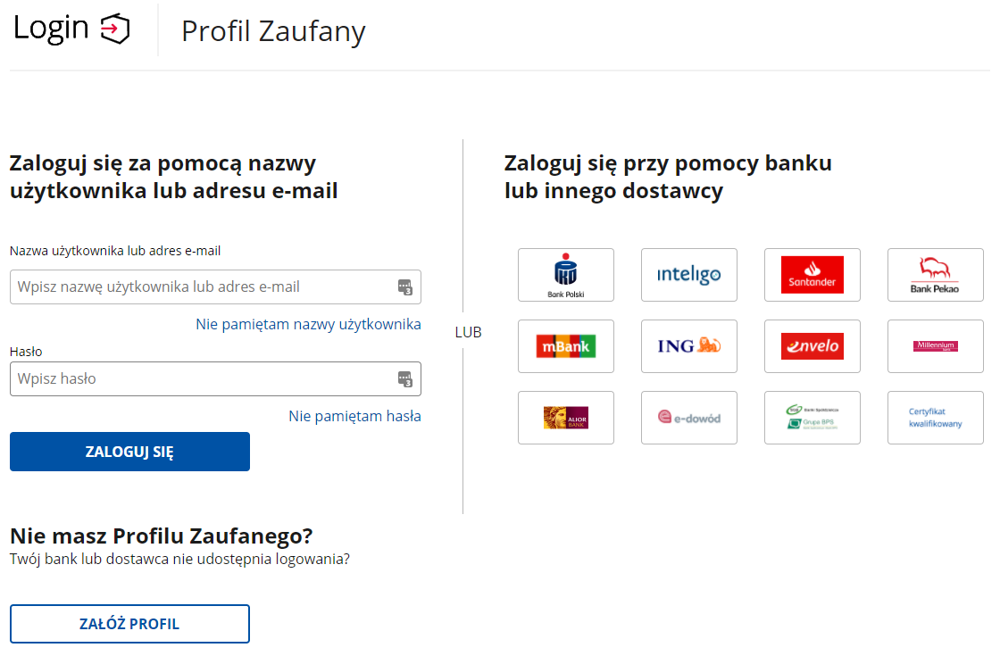 Login
Profil Zaufany
Zaloguj się za pomocą nazwy
użytkownika lub adresu e-mail
Nazwa użytkownika lub adres e-mail
Wpisz nazwę użytkownika lub adres e-mail
Nie pamiętam nazwy użytkownika
Hasło
Wpisz hasło
Nie pamiętam hasła
ZALOGUJ SIĘ
LUB
Zaloguj się przy pomocy banku
lub innego dostawcy
PKO
Bank Polski
inteligo
Santander
Bank Pekao
mBank
ING
envelo
Millennium
ALIOR
BANK
e-dowód
Banki Spółdzielcze
Grupa BPS
Certyfikat
kwalifikowany
Nie masz Profilu Zaufanego?
Twój bank lub dostawca nie udostępnia logowania?
ZAŁÓŻ PROFIL